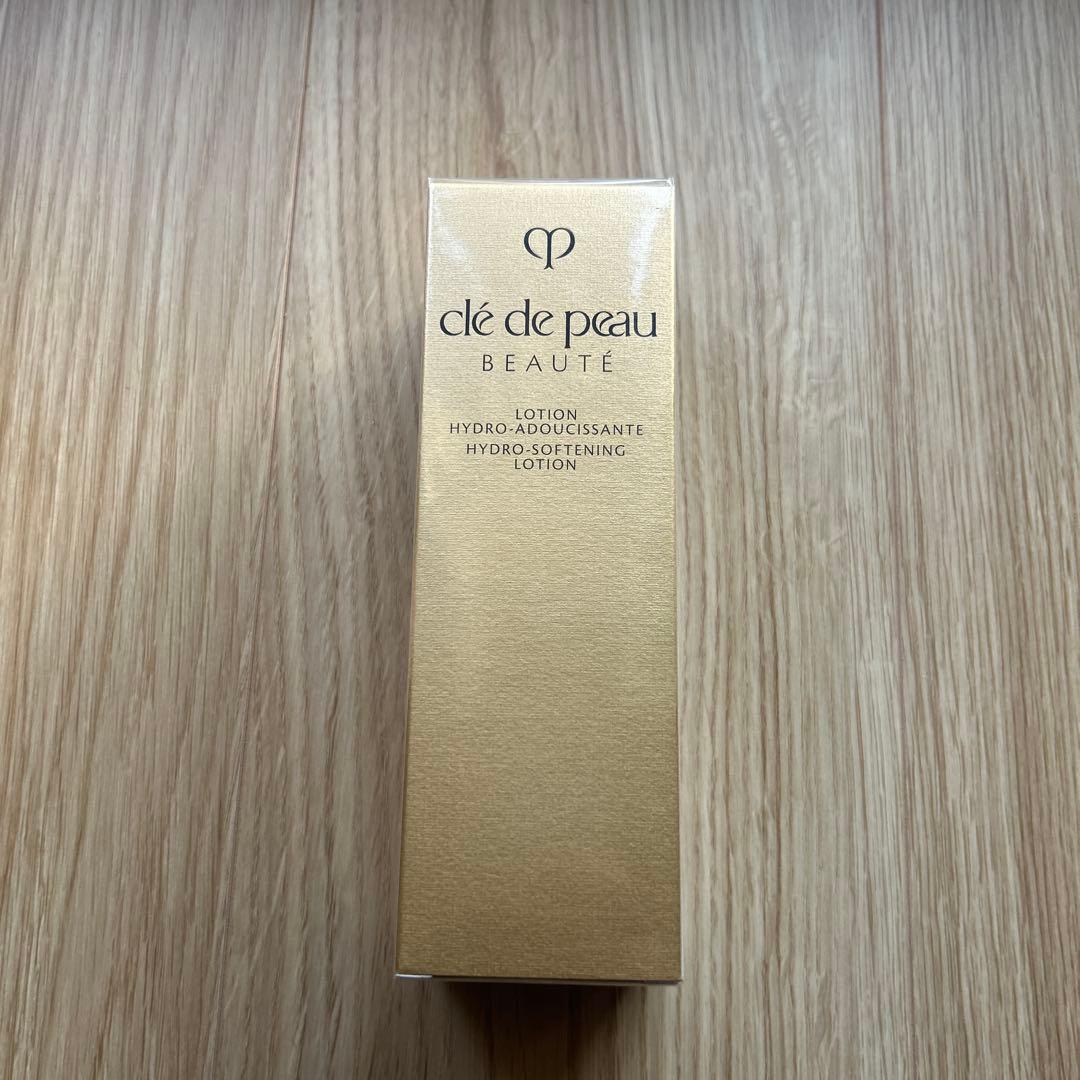 clé de peau
BEAUTÉ
LOTION
HYDRO-ADOUCISSANTE
HYDRO-SOFTENING
LOTION